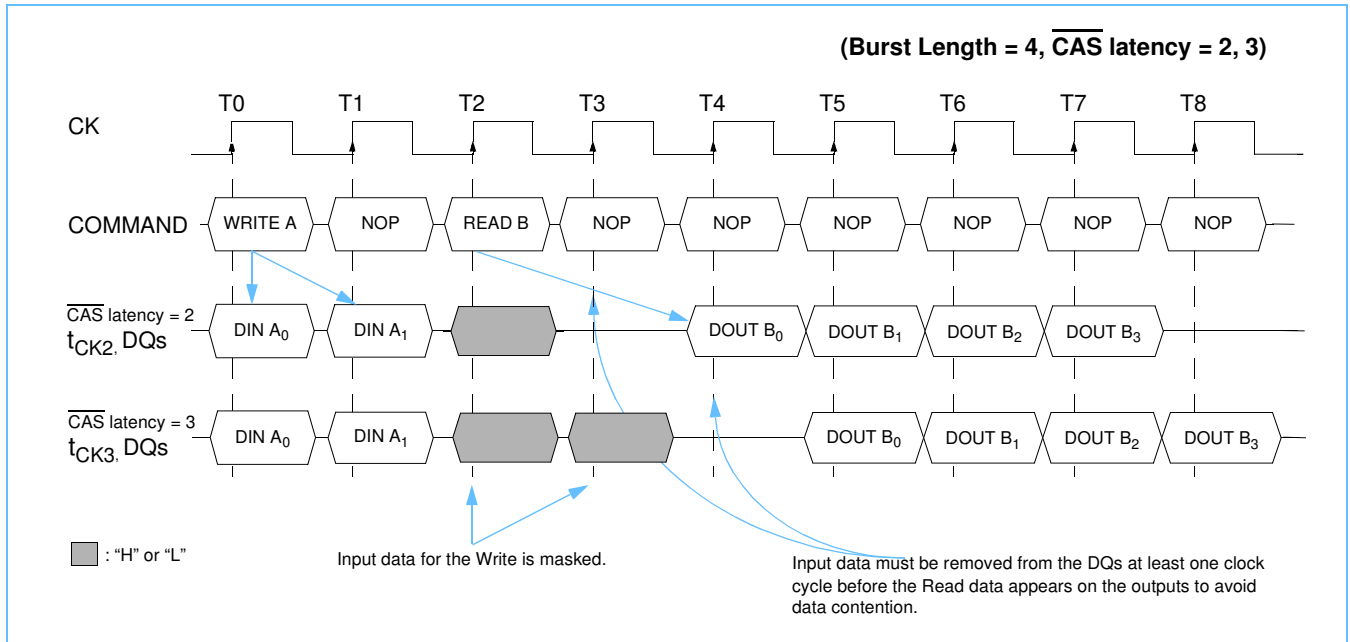 (Burst Length = 4, CAS latency = 2, 3)
T0 T1 T2 T3 T4 T5 T6 T7 T8
CK
COMMAND WRITE A NOP READ B NOP NOP NOP NOP NOP NOP
CAS latency = 2
tCK2, DQs
DIN A0 DIN A1 DOUT B0 DOUT B1 DOUT B2 DOUT B3
CAS latency = 3
tCK3, DQs
DIN A0 DIN A1 DOUT B0 DOUT B1 DOUT B2 DOUT B3
: “H” or “L”
Input data for the Write is masked.
Input data must be removed from the DQs at least one clock
cycle before the Read data appears on the outputs to avoid
data contention.